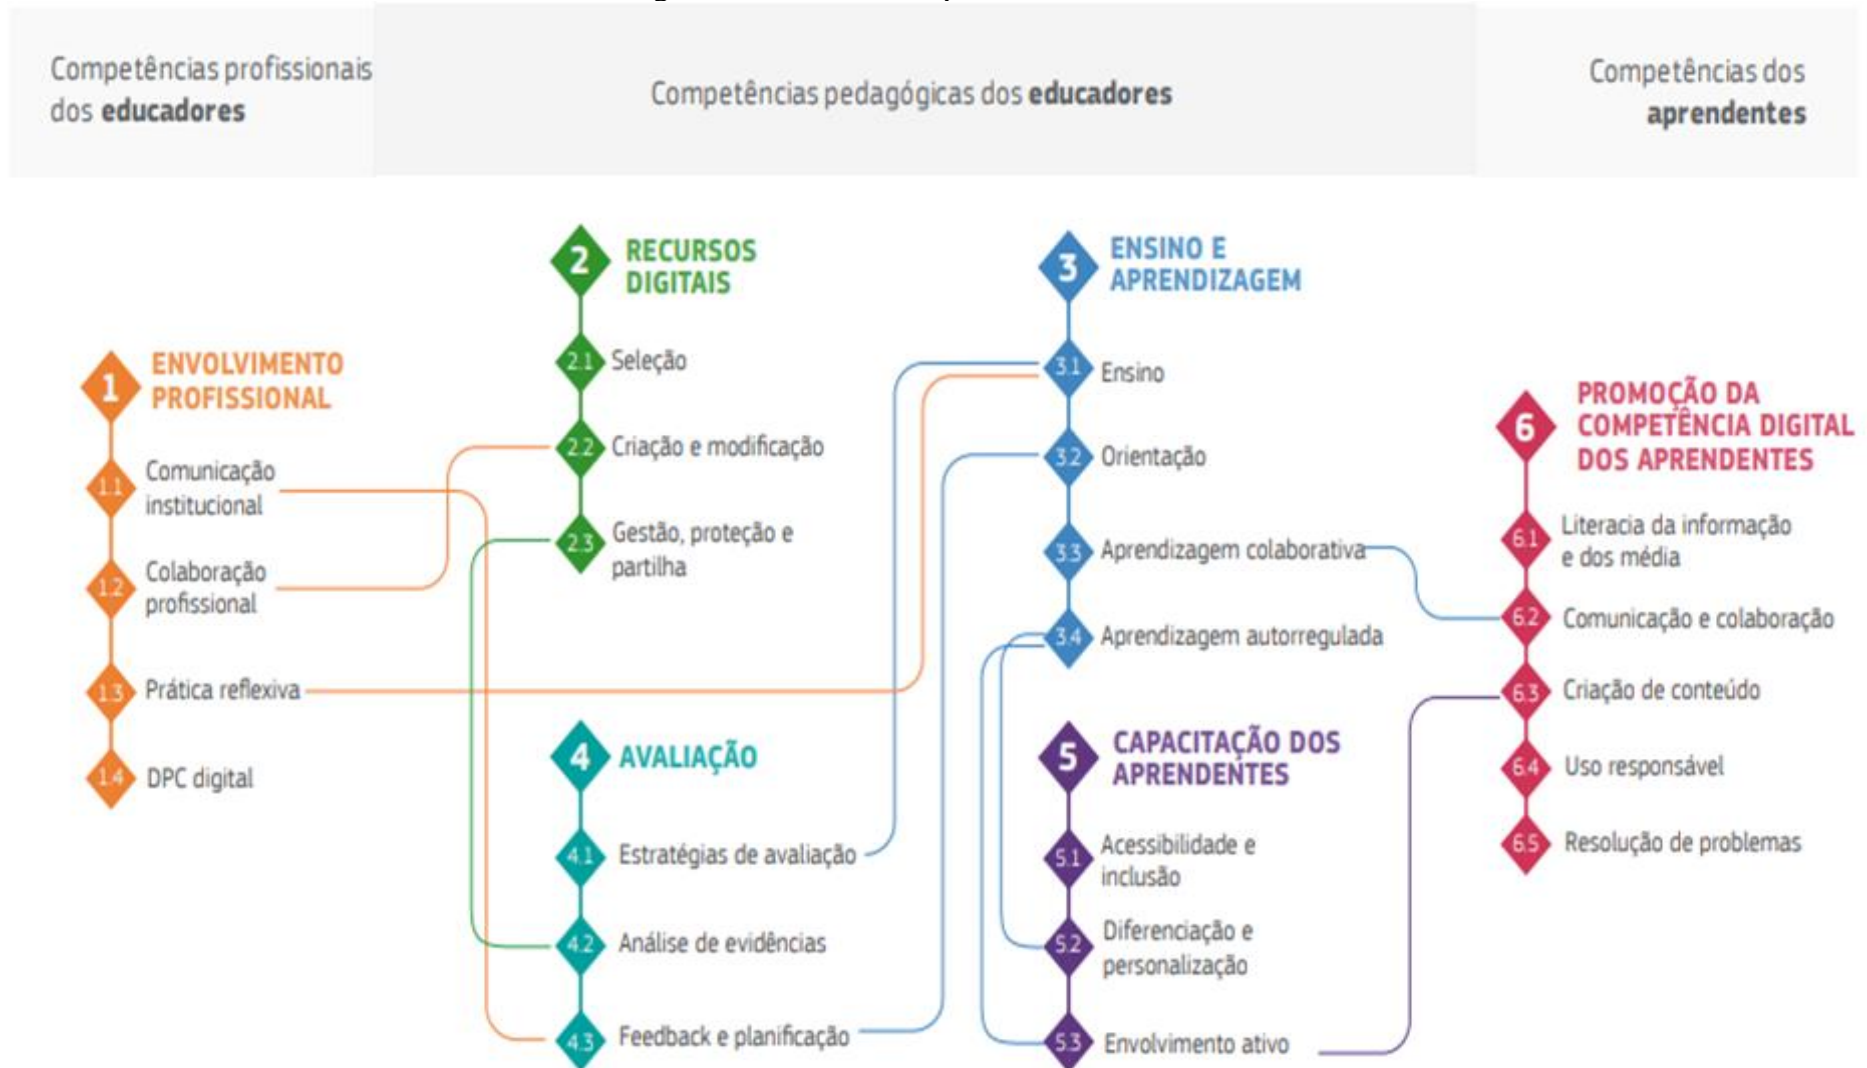 Competências profissionais
dos educadores
Competências pedagógicas dos educadores
Competências dos
aprendentes
1
ENVOLVIMENTO
PROFISSIONAL
1.1
Comunicação
institucional
1.2
Colaboração
profissional
1.3
Prática reflexiva
1.4
DPC digital
2
RECURSOS
DIGITAIS
2.1
Seleção
2.2
Criação e modificação
2.3
Gestão, proteção e
partilha
3
ENSINO E
APRENDIZAGEM
3.1
Ensino
3.2
Orientação
3.3
Aprendizagem colaborativa
3.4
Aprendizagem autorregulada
4
AVALIAÇÃO
4.1
Estratégias de avaliação
4.2
Análise de evidências
4.3
Feedback e planificação
5
CAPACITAÇÃO DOS
APRENDENTES
5.1
Acessibilidade e
inclusão
5.2
Diferenciação e
personalização
5.3
Envolvimento ativo
6
PROMOÇÃO DA
COMPETÊNCIA DIGITAL
DOS APRENDENTES
6.1
Literacia da informação
e dos média
6.2
Comunicação e colaboração
6.3
Criação de conteúdo
6.4
Uso responsável
6.5
Resolução de problemas